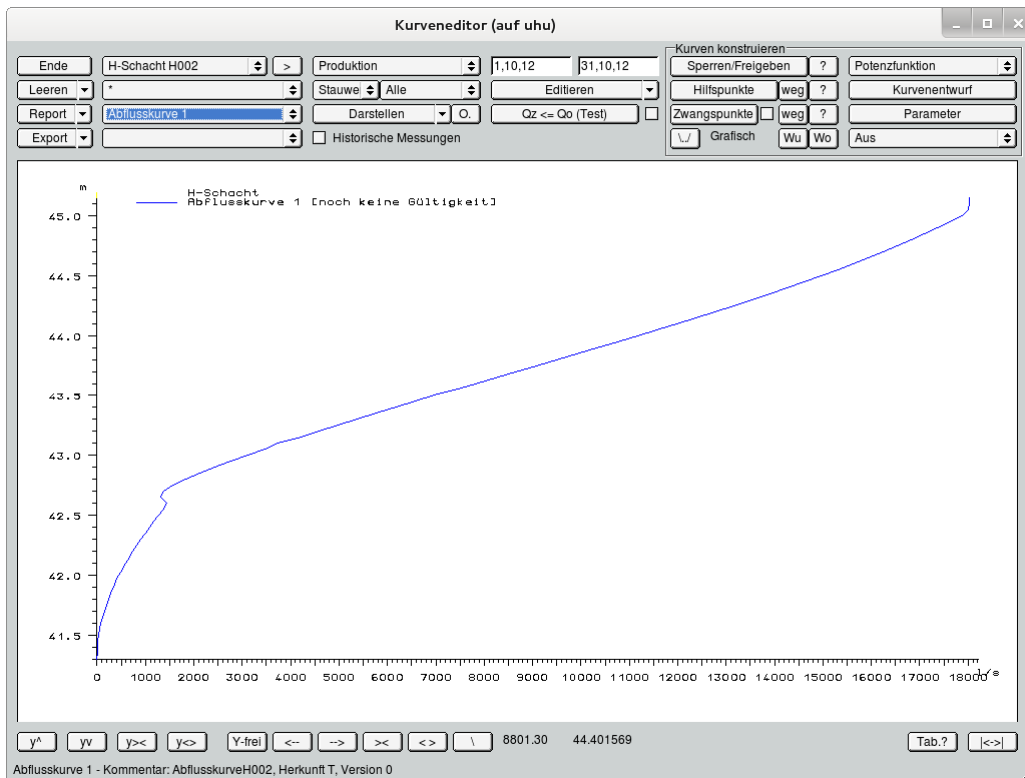 Kurveneditor (auf uhu)
Kurven konstruieren
Ende H-Schacht H002 > Produktion 1,10,12 31,10,12 Sperren/Freigeben ? Potenzfunktion
Leeren * Stauwe Alle Editieren Hilfspunkte weg ? Kurvenentwurf
Report Abflusskurve 1 Darstellen O. Qz <= Qo (Test) Zwangspunkte weg ? Parameter
Export Historische Messungen \../ Grafisch Wu Wo Aus
m
H-Schacht
Abflusskurve 1 [noch keine Gültigkeit]
45.0
44.5
44.0
43.5
43.0
42.5
42.0
41.5
0 1000 2000 3000 4000 5000 6000 7000 8000 9000 10000 11000 12000 13000 14000 15000 16000 17000 18000 l/s
y^ yv y>< y<> Y-frei <-- --> >< < > \ 8801.30 44.401569 Tab.? |<->|
Abflusskurve 1 - Kommentar: AbflusskurveH002, Herkunft T, Version 0